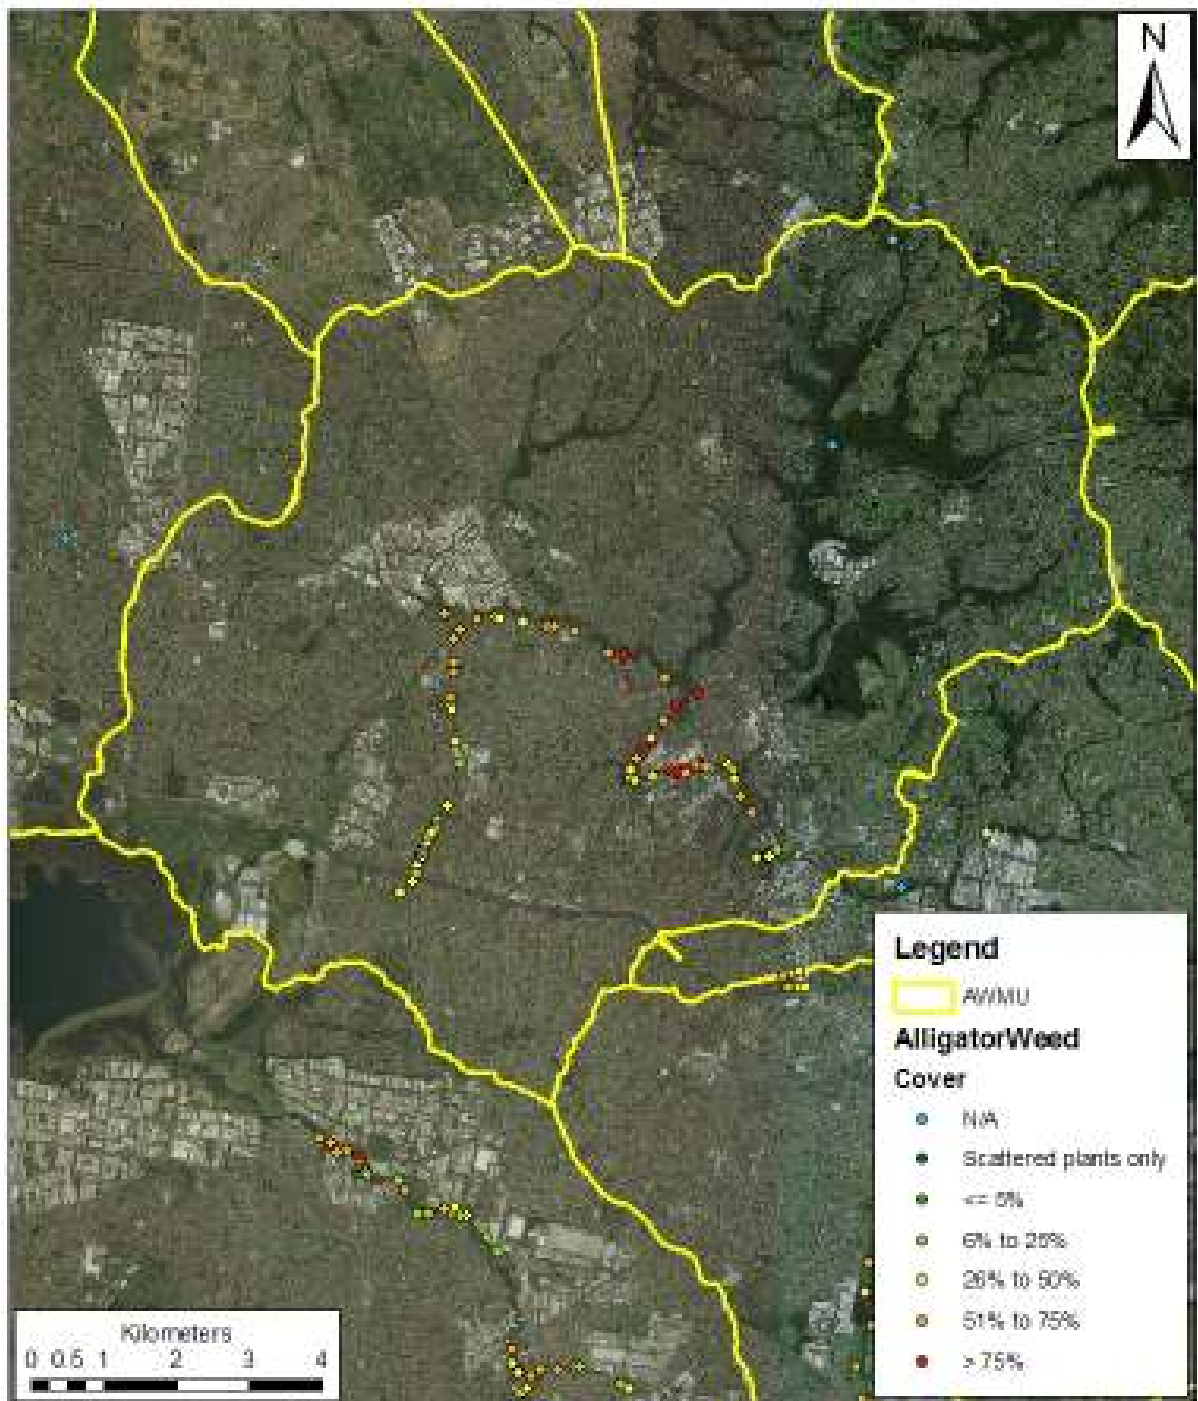 N
Legend
AWMU
AlligatorWeed
Cover
N/A
Scattered plants only
<= 5%
6% to 25%
26% to 50%
51% to 75%
> 75%
Kilometers
0 0.5 1 2 3 4